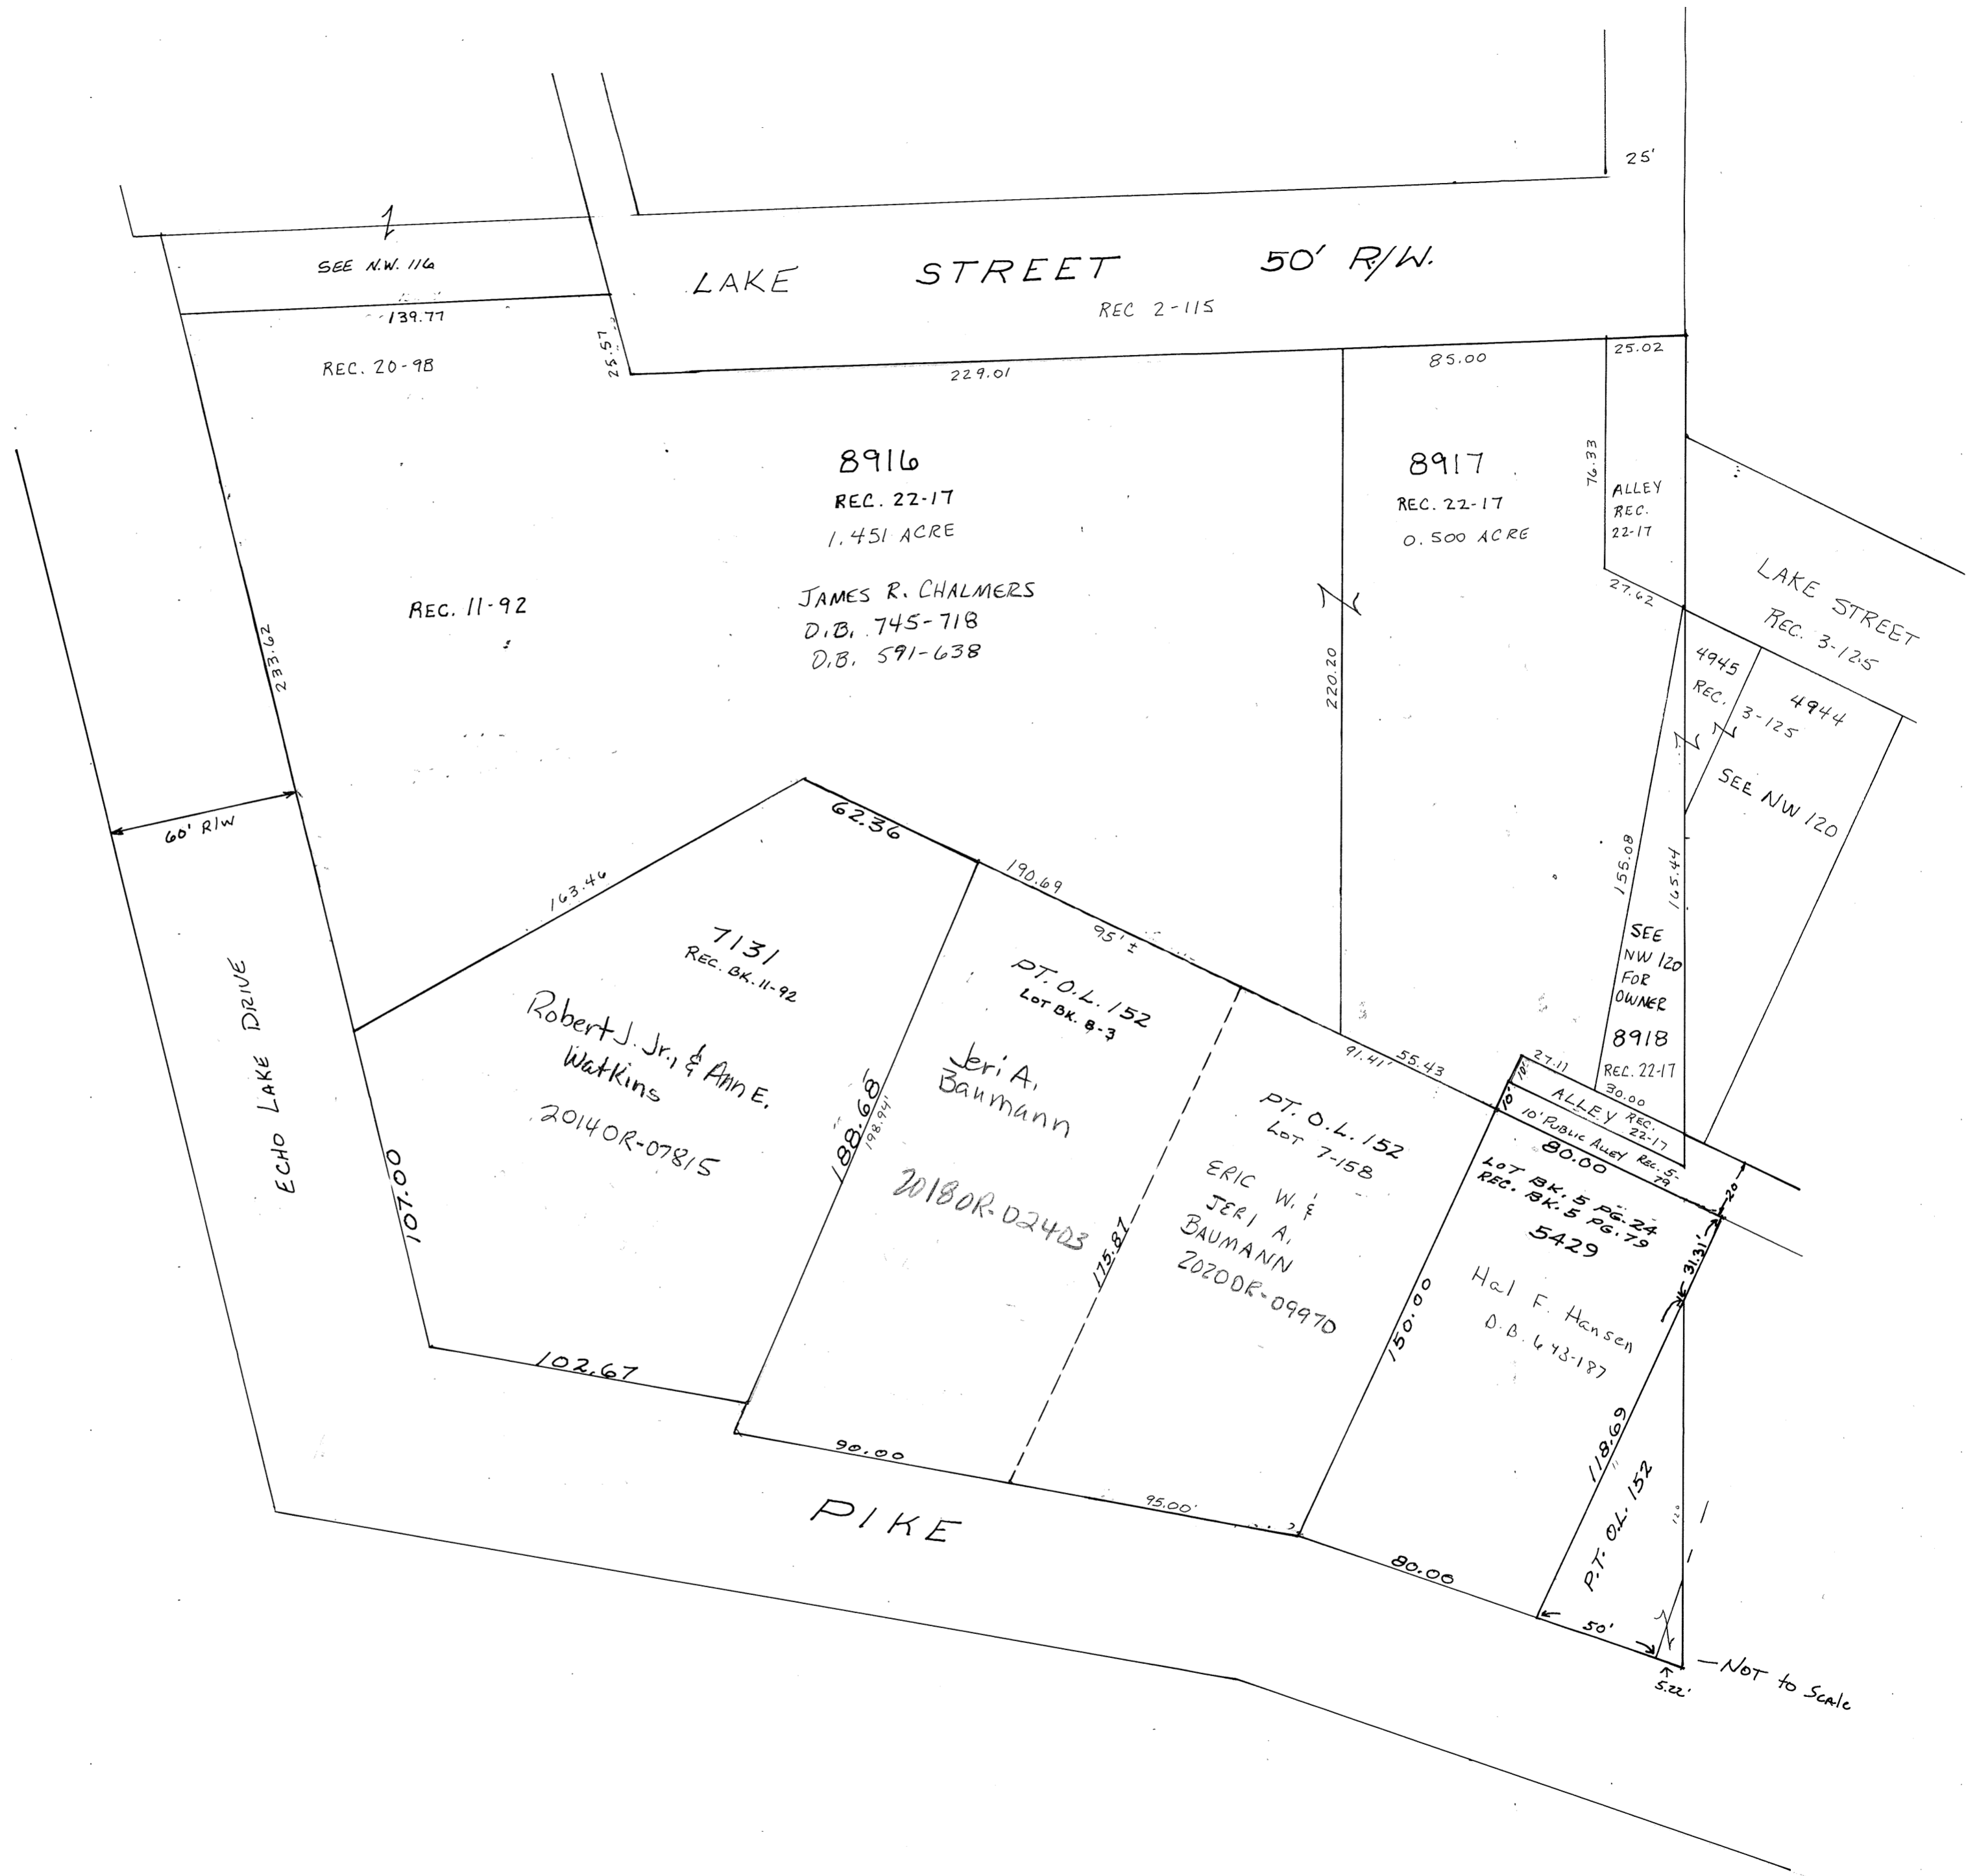 25'
SEE N.W. 116
LAKE STREET 50' R/W.
REC 2-115
139.77
25.57
REC. 20-98
229.01
85.00
25.02
8916
REC. 22-17
1.451 ACRE
JAMES R. CHALMERS
D.B. 745-718
D.B. 591-638
REC. 11-92
233.62
8917
REC. 22-17
0.500 ACRE
76.33
ALLEY
REC.
22-17
27.62
LAKE STREET
REC. 3-125
4945
REC.
3-125
4944
SEE NW 120
220.20
155.08
165.44
SEE
NW 120
FOR
OWNER
8918
REC. 22-17
60' R/W
ECHO LAKE DRIVE
163.46
62.36
190.69
95' ±
7131
REC. BK. 11-92
Robert J. Jr., & Ann E.
Watkins
2014OR-07815
107.00
102.67
188.68
198.94'
PT. O.L. 152
LOT BK. 8-3
Jeri A.
Baumann
2018OR-02403
175.87
90.00
91.41'
55.43
PT. O.L. 152
LOT 7-158
ERIC W. &
JERI A.
BAUMANN
2020OR-09970
95.00'
10'
10'
27.11
30.00
ALLEY REC.
22-17
10' PUBLIC ALLEY REC. 5-
79
80.00
LOT BK. 5 PG. 24
REC. BK. 5 PG. 79
5429
Hal F. Hansen
D.B. 643-187
20
31.31'
150.00
118.69
P.T. O.L. 152
120
80.00
50'
5.22'
NOT to Scale
PIKE